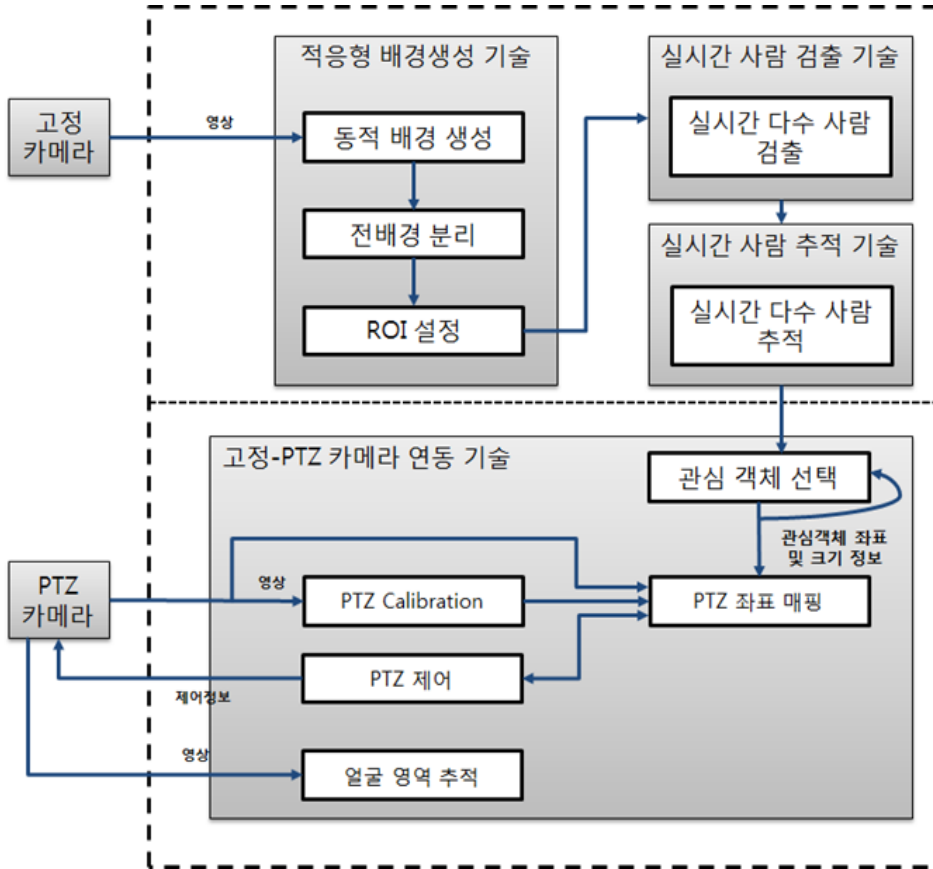 적응형 배경생성 기술
실시간 사람 검출 기술
고정
카메라
영상
동적 배경 생성
실시간 다수 사람
검출
전배경 분리
실시간 사람 추적 기술
ROI 설정
실시간 다수 사람
추적
고정-PTZ 카메라 연동 기술
관심 객체 선택
관심객체 좌표
및 크기 정보
PTZ
카메라
영상
PTZ Calibration
PTZ 좌표 매핑
PTZ 제어
제어정보
영상
얼굴 영역 추적